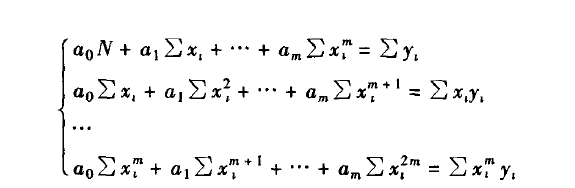 a₀N + a₁∑xᵢ + ⋯ + aₘ∑xᵢᵐ = ∑yᵢ
a₀∑xᵢ + a₁∑xᵢ² + ⋯ + aₘ∑xᵢᵐ⁺¹ = ∑xᵢyᵢ
⋯
a₀∑xᵢᵐ + a₁∑xᵢᵐ⁺¹ + ⋯ + aₘ∑xᵢ²ᵐ = ∑xᵢᵐyᵢ